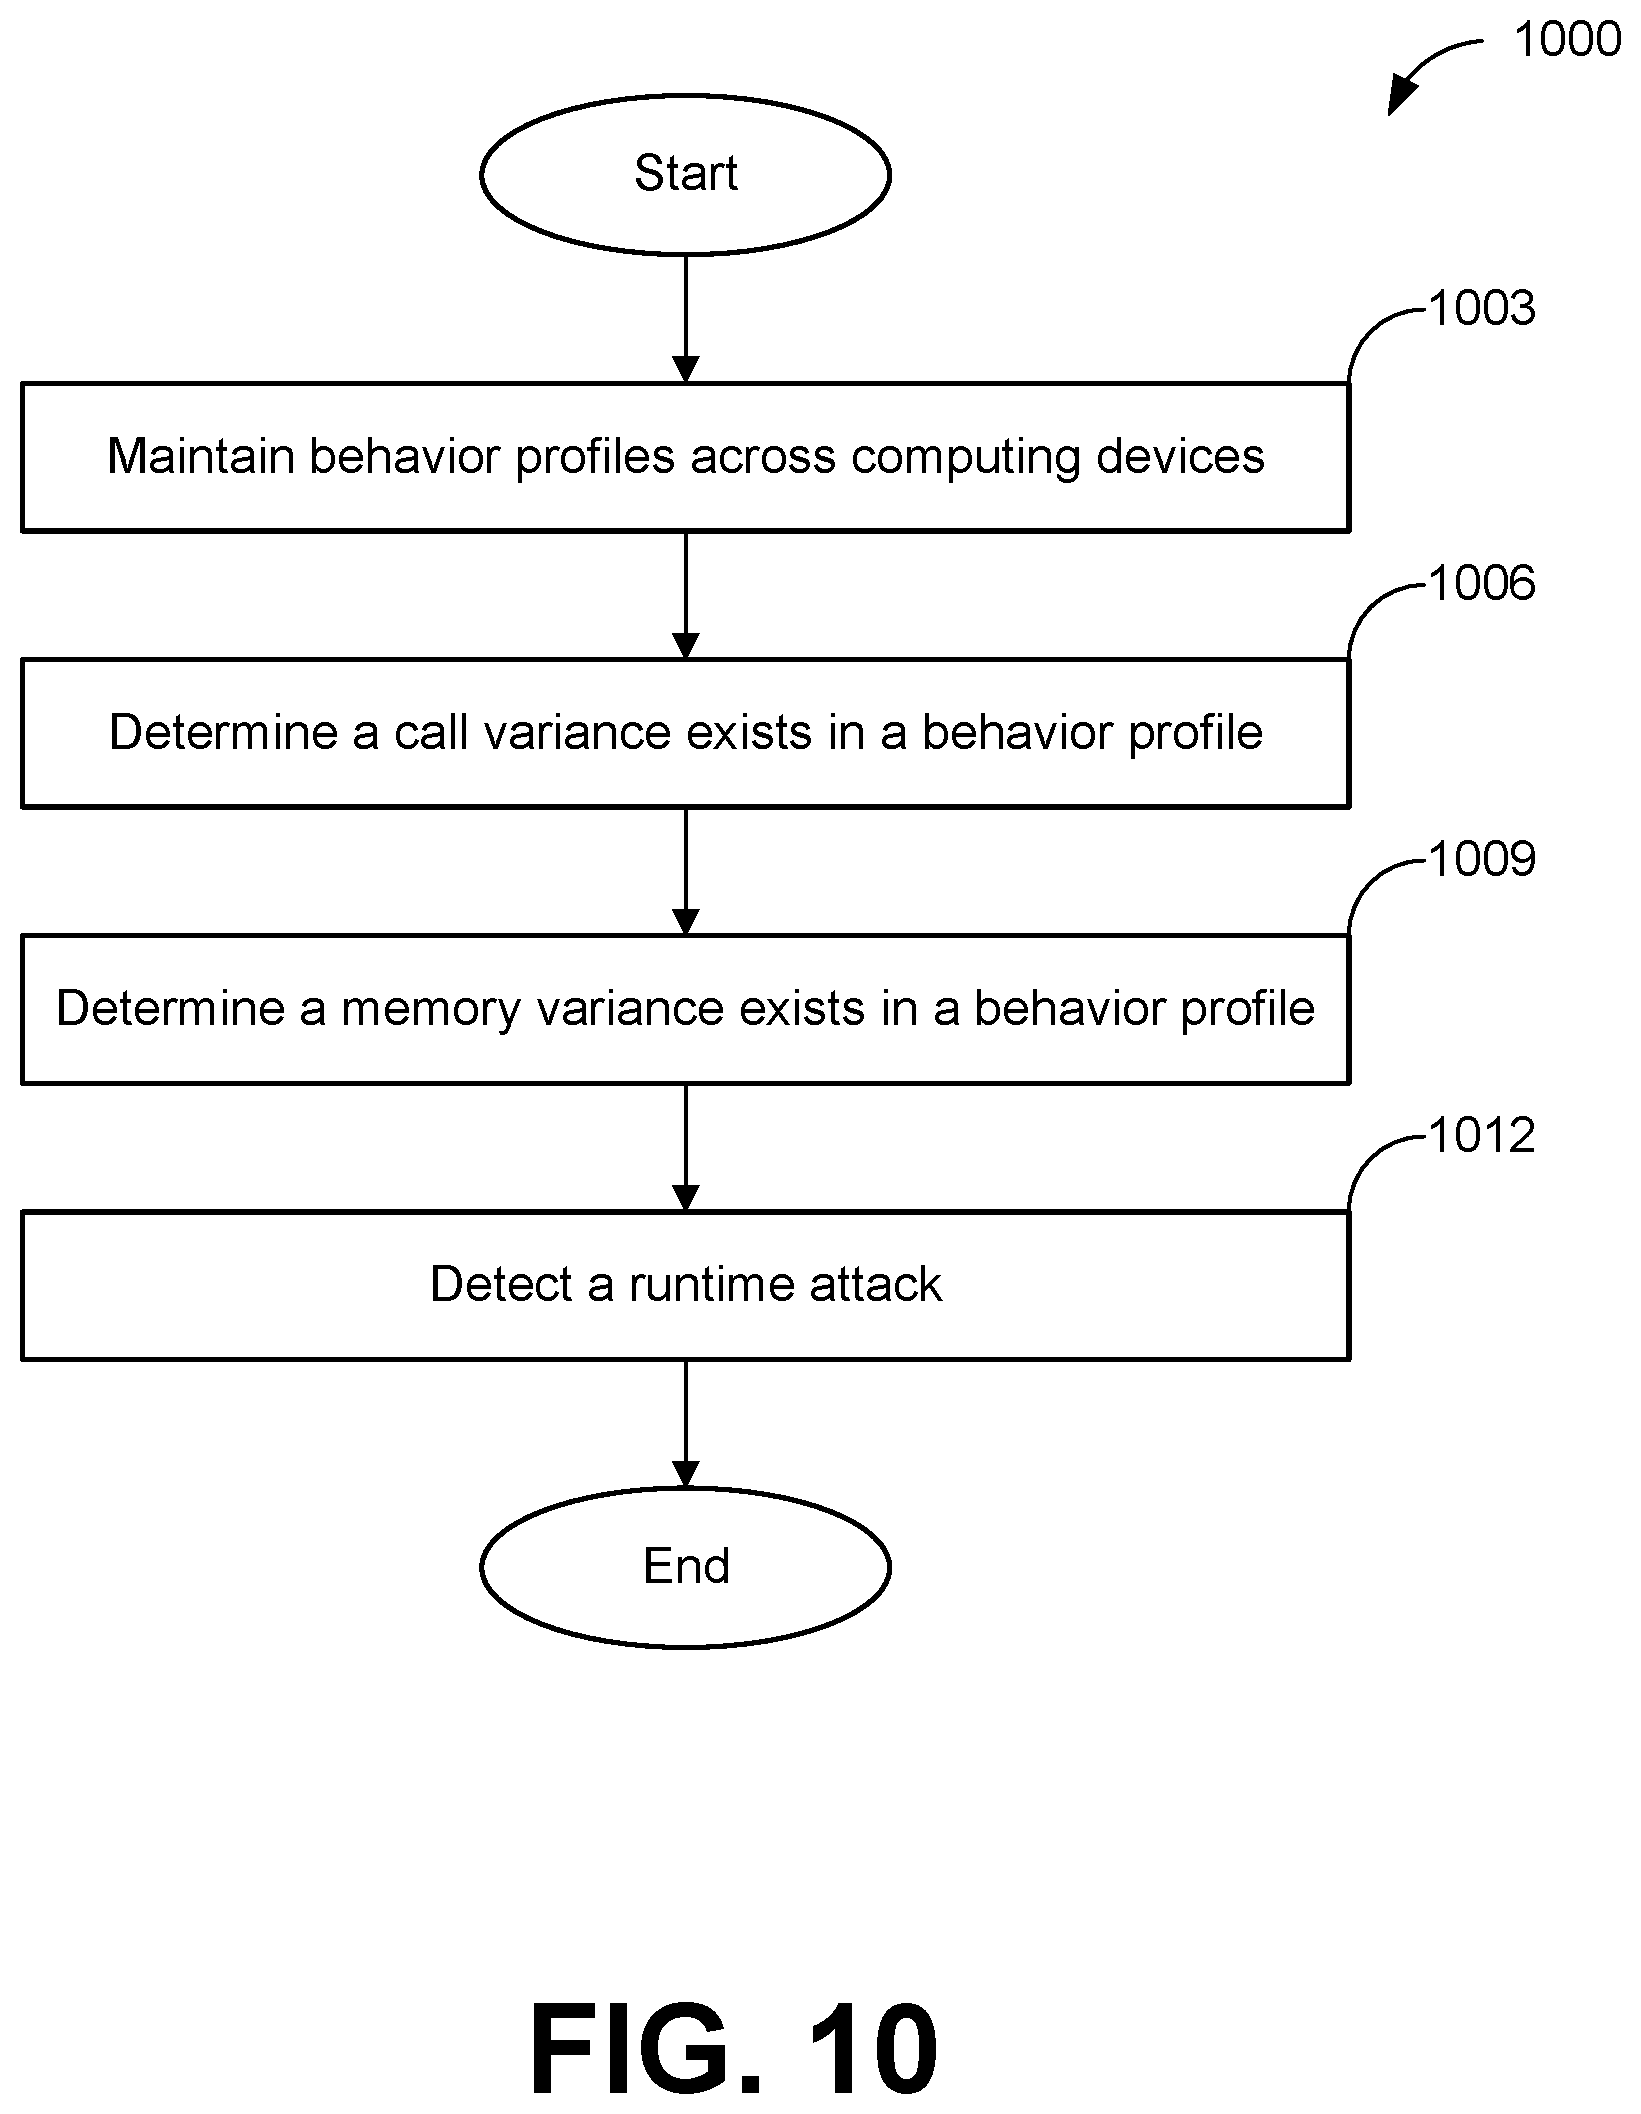 1000
Start
1003
Maintain behavior profiles across computing devices
1006
Determine a call variance exists in a behavior profile
1009
Determine a memory variance exists in a behavior profile
1012
Detect a runtime attack
End
FIG. 10